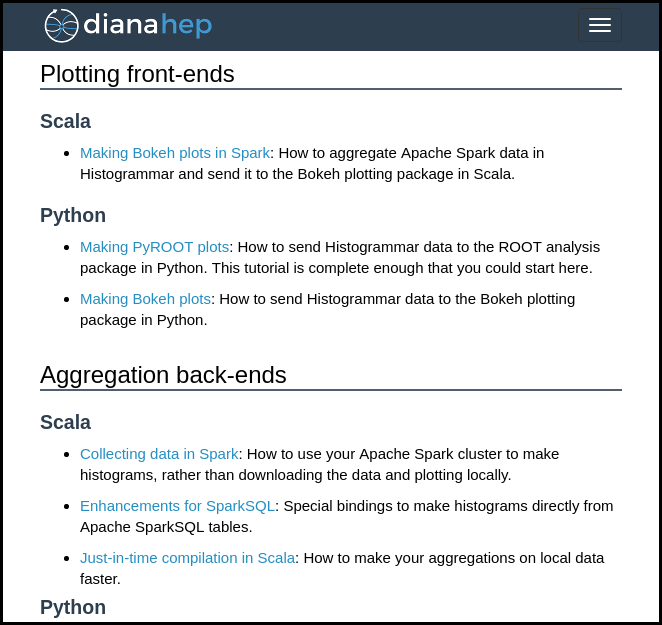 dianahep
Plotting front-ends
Scala
Making Bokeh plots in Spark: How to aggregate Apache Spark data in
Histogrammar and send it to the Bokeh plotting package in Scala.
Python
Making PyROOT plots: How to send Histogrammar data to the ROOT analysis
package in Python. This tutorial is complete enough that you could start here.
Making Bokeh plots: How to send Histogrammar data to the Bokeh plotting
package in Python.
Aggregation back-ends
Scala
Collecting data in Spark: How to use your Apache Spark cluster to make
histograms, rather than downloading the data and plotting locally.
Enhancements for SparkSQL: Special bindings to make histograms directly from
Apache SparkSQL tables.
Just-in-time compilation in Scala: How to make your aggregations on local data
faster.
Python